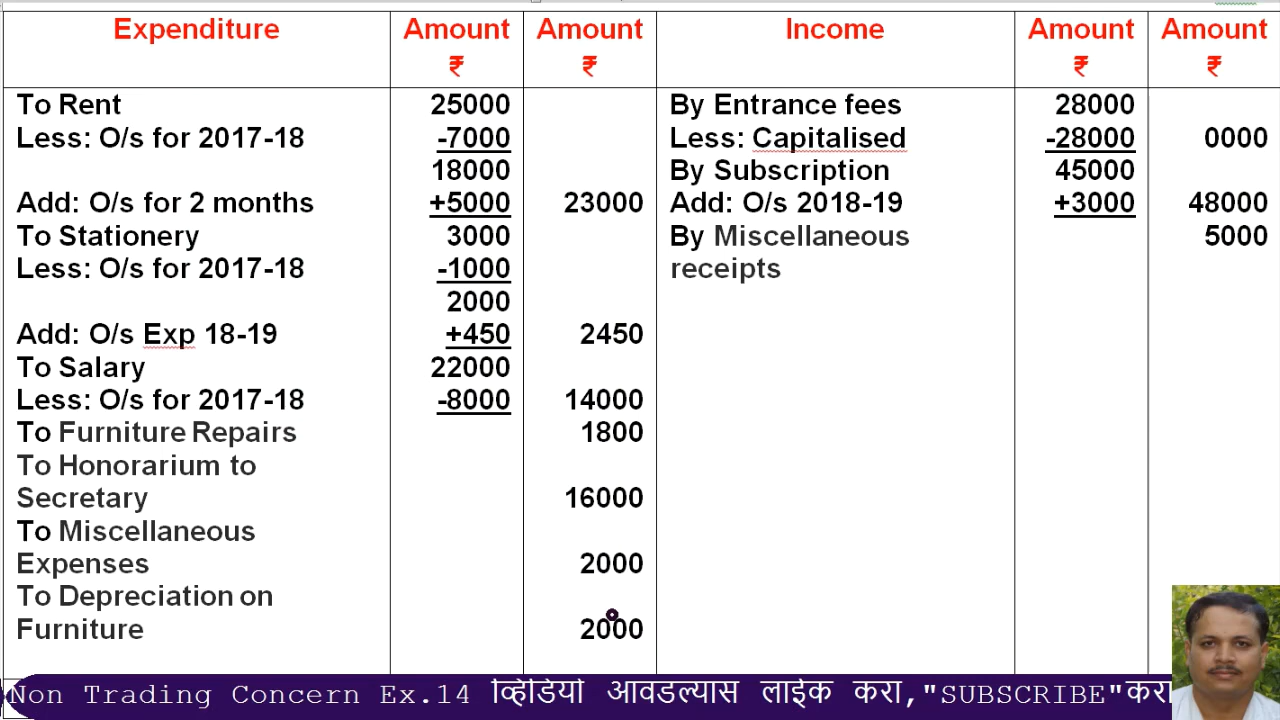 Expenditure Amount Amount Income Amount Amount
₹ ₹ ₹ ₹
To Rent 25000 By Entrance fees 28000
Less: O/s for 2017-18 -7000 Less: Capitalised -28000 0000
18000 By Subscription 45000
Add: O/s for 2 months +5000 23000 Add: O/s 2018-19 +3000 48000
To Stationery 3000 By Miscellaneous 5000
Less: O/s for 2017-18 -1000 receipts
2000
Add: O/s Exp 18-19 +450 2450
To Salary 22000
Less: O/s for 2017-18 -8000 14000
To Furniture Repairs 1800
To Honorarium to
Secretary 16000
To Miscellaneous
Expenses 2000
To Depreciation on
Furniture 2000
Non Trading Concern Ex.14 व्हिडियो आवडल्यास लाईक करा,"SUBSCRIBE"करा